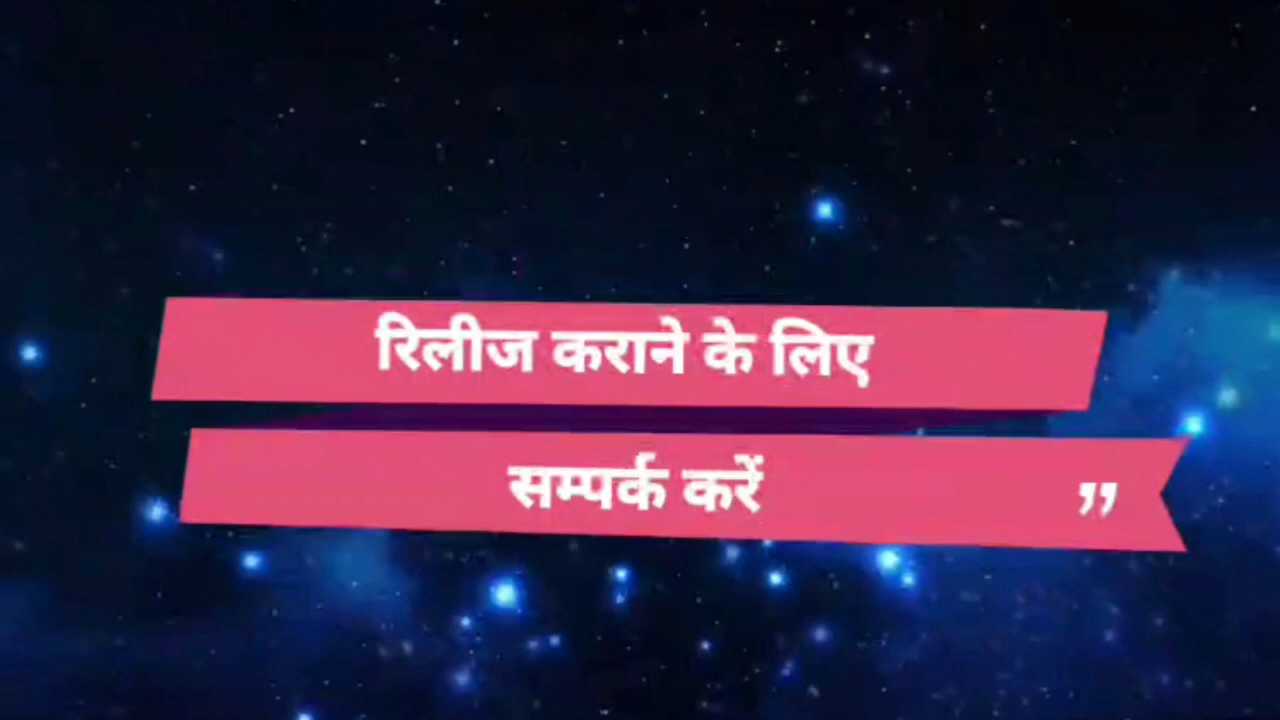 रिलीज कराने के लिए
सम्पर्क करें ”